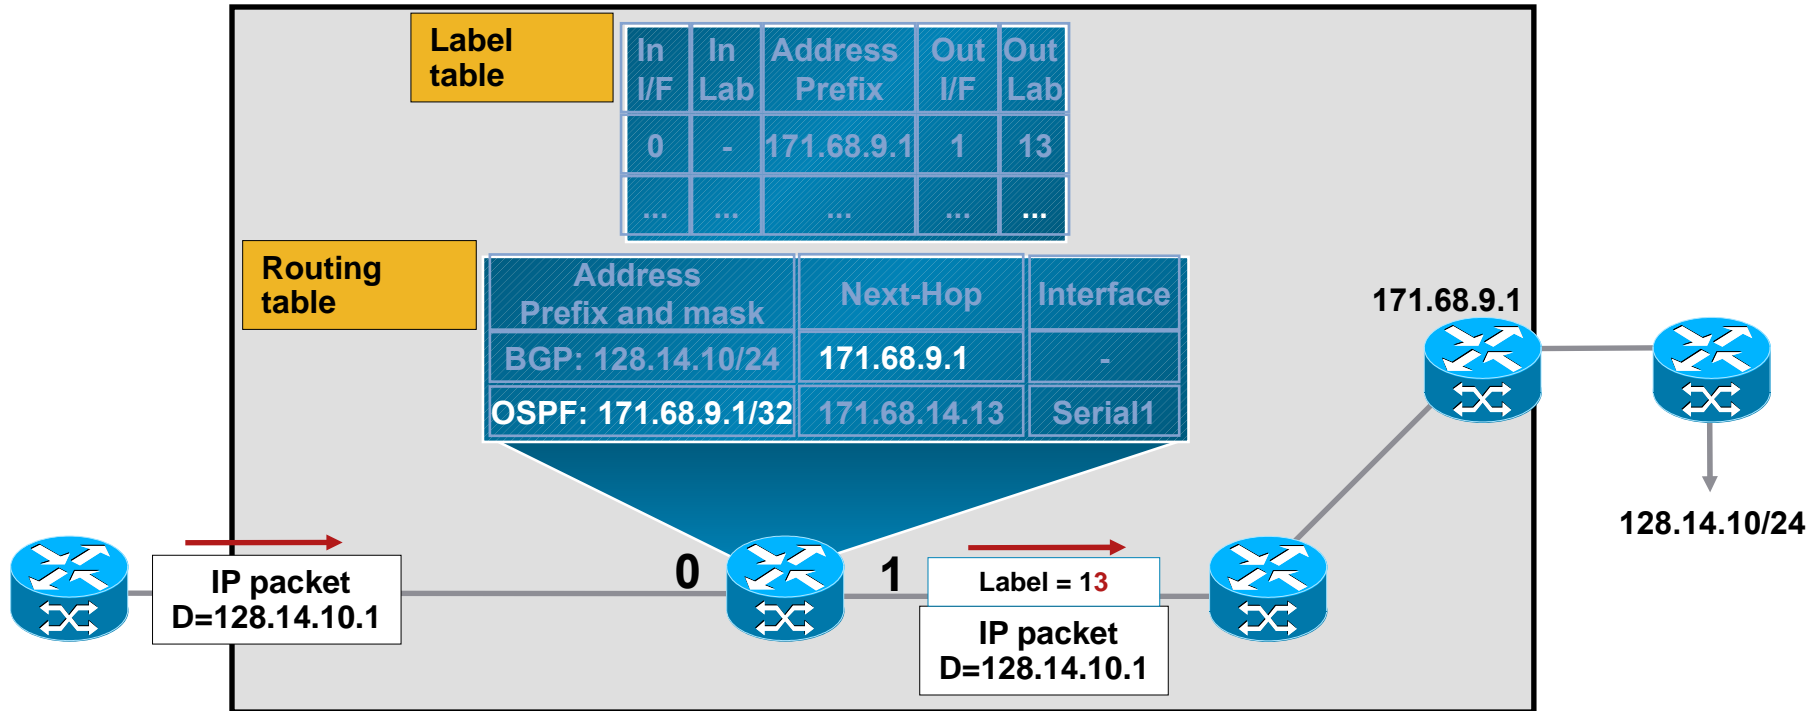 Label
table
In In Address Out Out
I/F Lab Prefix I/F Lab
0 - 171.68.9.1 1 13
... ... ... ... ...
Routing
table
Address
Prefix and mask Next-Hop Interface
BGP: 128.14.10/24 171.68.9.1 -
OSPF: 171.68.9.1/32 171.68.14.13 Serial1
171.68.9.1
128.14.10/24
IP packet
D=128.14.10.1
0
1
Label = 13
IP packet
D=128.14.10.1